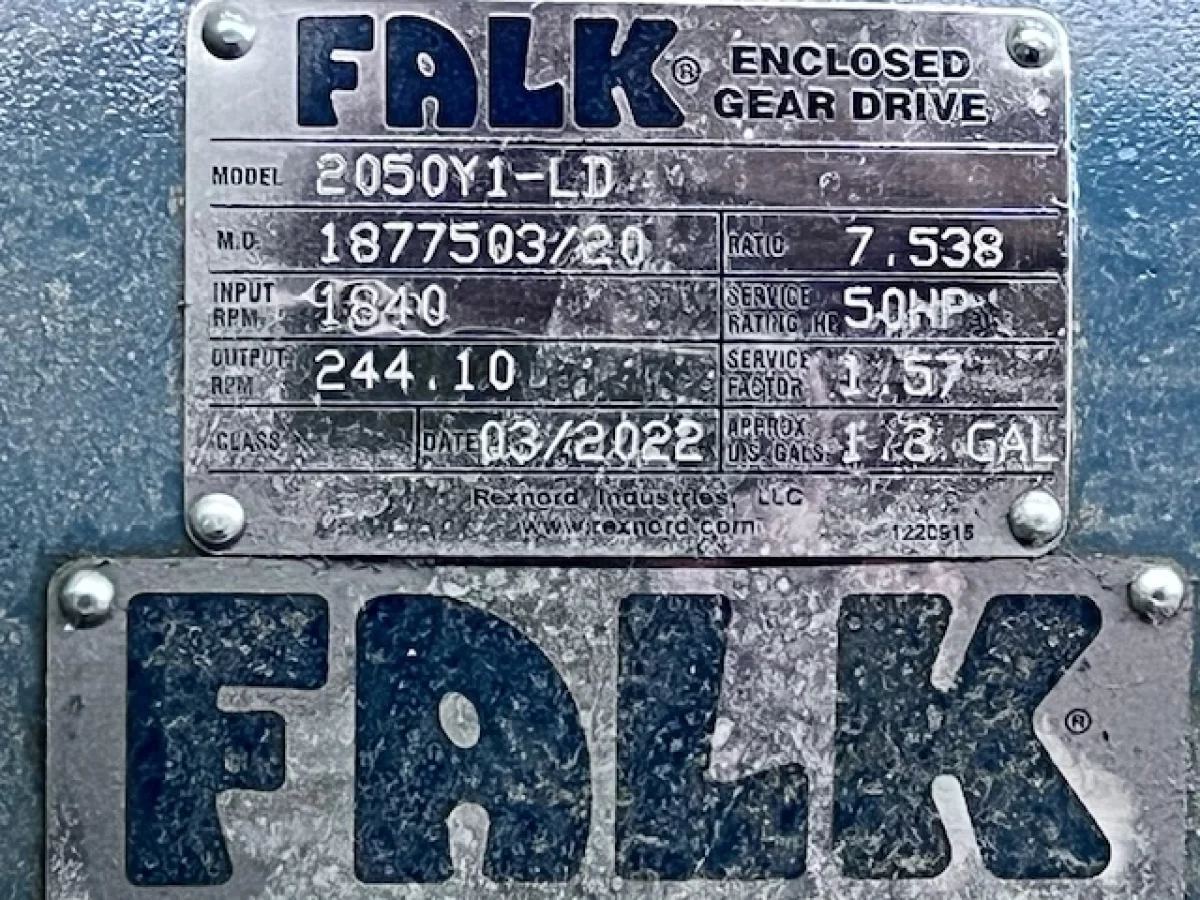 FALK® ENCLOSED GEAR DRIVE
MODEL 2050Y1-LD
M.O. 1877503/20 RATIO 7.538
INPUT RPM 1840 SERVICE RATING HP 50HP
OUTPUT RPM 244.10 SERVICE FACTOR 1.57
CLASS DATE 03/2022 APPROX U.S. GALS. GAL
Rexnord Industries, LLC
www.rexnord.com
1220915
FALK®